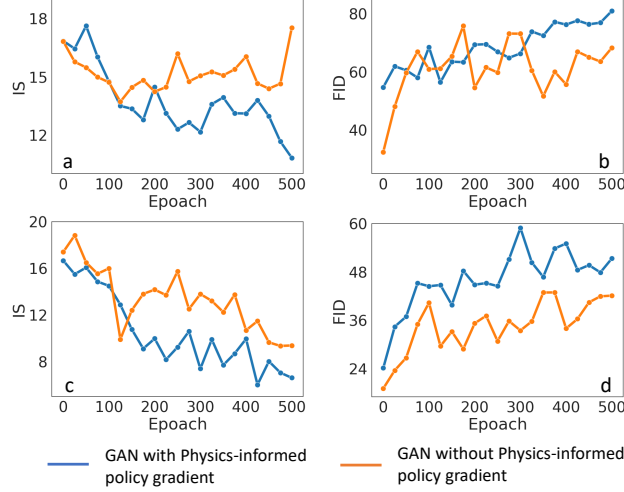 18
15
12
IS
a
0 100 200 300 400 500
Epoach
80
60
40
FID
b
0 100 200 300 400 500
Epoach
20
16
12
8
IS
c
0 100 200 300 400 500
Epoach
60
48
36
24
FID
d
0 100 200 300 400 500
Epoach
GAN with Physics-informed
policy gradient
GAN without Physics-informed
policy gradient